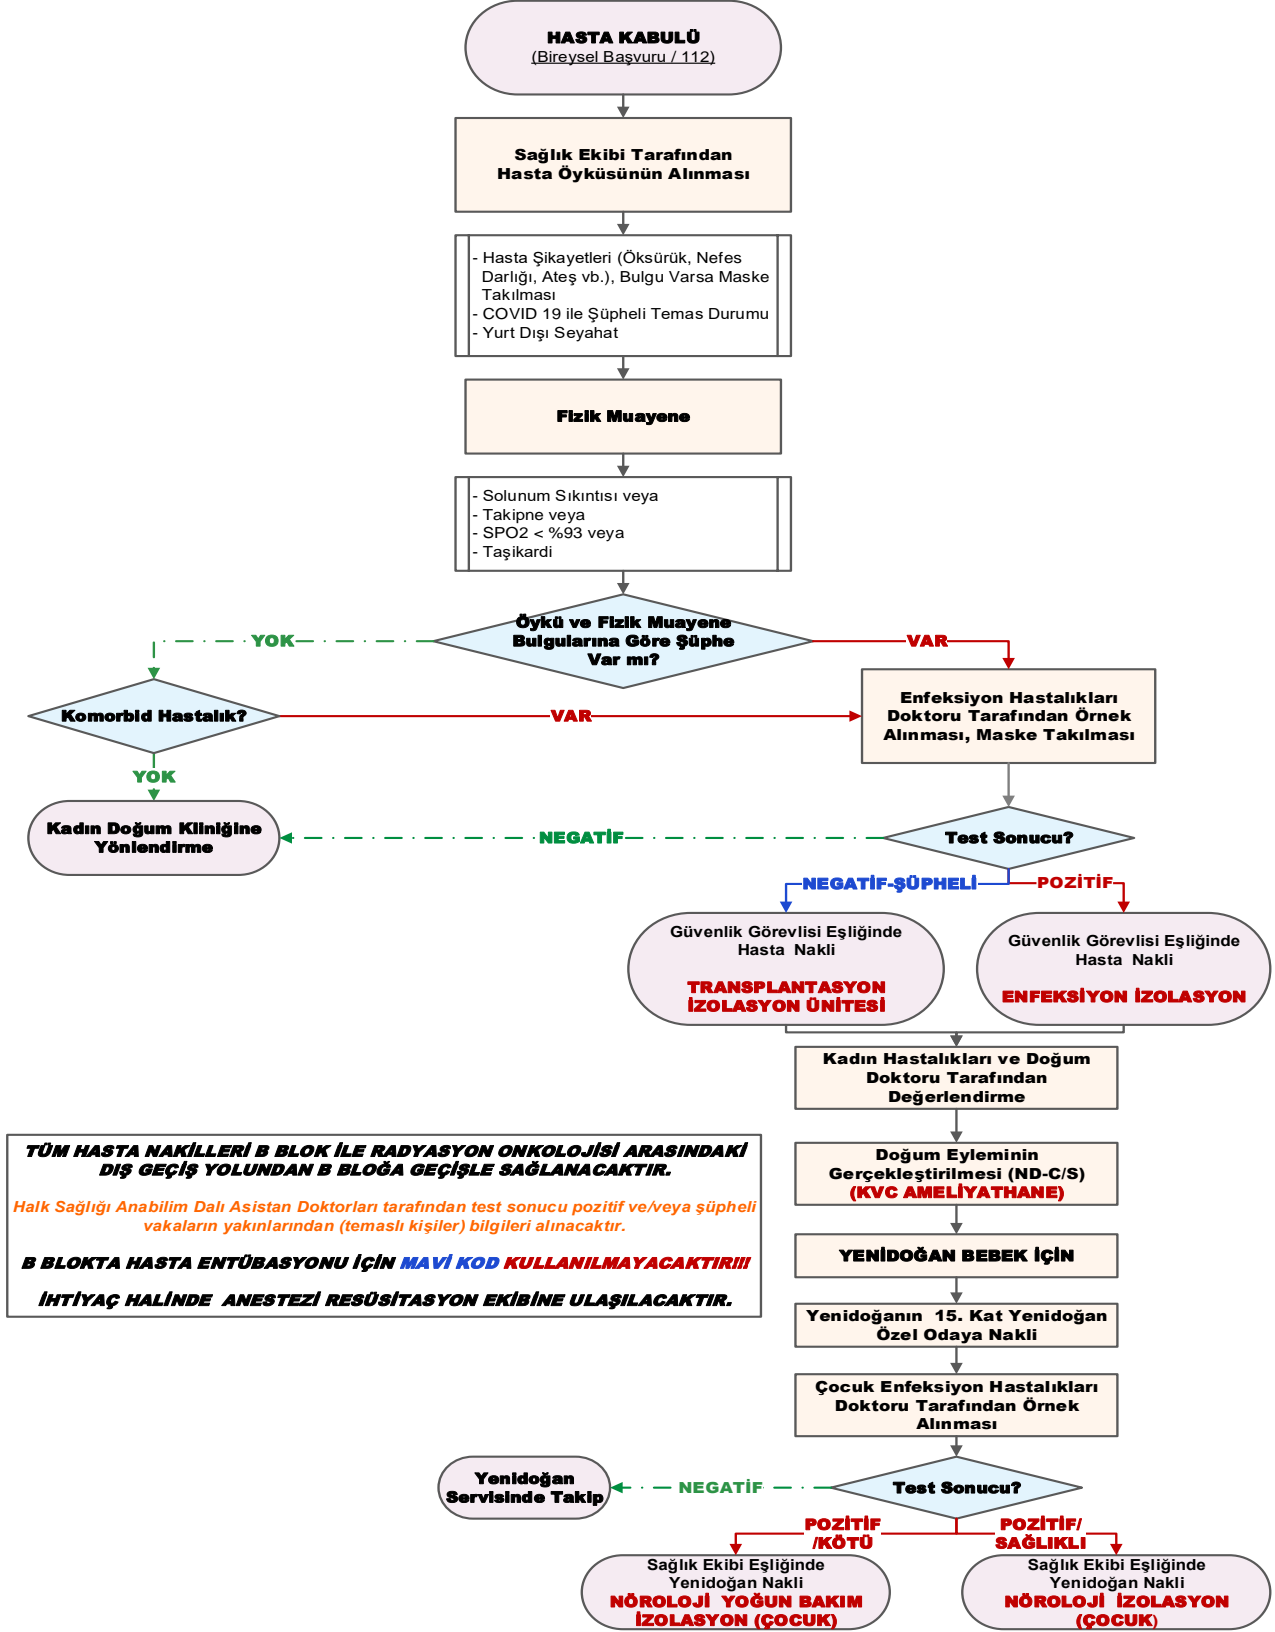 HASTA KABULÜ
(Bireysel Başvuru / 112)
Sağlık Ekibi Tarafından
Hasta Öyküsünün Alınması
- Hasta Şikayetleri (Öksürük, Nefes
Darlığı, Ateş vb.), Bulgu Varsa Maske
Takılması
- COVID 19 ile Şüpheli Temas Durumu
- Yurt Dışı Seyahat
Fizik Muayene
- Solunum Sıkıntısı veya
- Takipne veya
- SPO2 < %93 veya
- Taşikardi
Öykü ve Fizik Muayene
Bulgularına Göre Şüphe
Var mı?
YOK
VAR
Komorbid Hastalık?
VAR
Enfeksiyon Hastalıkları
Doktoru Tarafından Örnek
Alınması, Maske Takılması
YOK
Kadın Doğum Kliniğine
Yönlendirme
NEGATİF
Test Sonucu?
NEGATİF-ŞÜPHELİ
POZİTİF
Güvenlik Görevlisi Eşliğinde
Hasta Nakli
TRANSPLANTASYON
İZOLASYON ÜNİTESİ
Güvenlik Görevlisi Eşliğinde
Hasta Nakli
ENFEKSİYON İZOLASYON
Kadın Hastalıkları ve Doğum
Doktoru Tarafından
Değerlendirme
Doğum Eyleminin
Gerçekleştirilmesi (ND-C/S)
(KVC AMELİYATHANE)
TÜM HASTA NAKİLLERİ B BLOK İLE RADYASYON ONKOLOJİSİ ARASINDAKİ
DIŞ GEÇİŞ YOLUNDAN B BLOĞA GEÇİŞLE SAĞLANACAKTIR.
Halk Sağlığı Anabilim Dalı Asistan Doktorları tarafından test sonucu pozitif ve/veya şüpheli
vakaların yakınlarından (temaslı kişiler) bilgileri alınacaktır.
B BLOKTA HASTA ENTÜBASYONU İÇİN MAVİ KOD KULLANILMAYACAKTIR!!!
İHTİYAÇ HALİNDE ANESTEZİ RESÜSİTASYON EKİBİNE ULAŞILACAKTIR.
YENİDOĞAN BEBEK İÇİN
Yenidoğanın 15. Kat Yenidoğan
Özel Odaya Nakli
Çocuk Enfeksiyon Hastalıkları
Doktoru Tarafından Örnek
Alınması
Yenidoğan
Servisinde Takip
NEGATİF
Test Sonucu?
POZİTİF
/KÖTÜ
POZİTİF/
SAĞLIKLI
Sağlık Ekibi Eşliğinde
Yenidoğan Nakli
NÖROLOJİ YOĞUN BAKIM
İZOLASYON (ÇOCUK)
Sağlık Ekibi Eşliğinde
Yenidoğan Nakli
NÖROLOJİ İZOLASYON
(ÇOCUK)